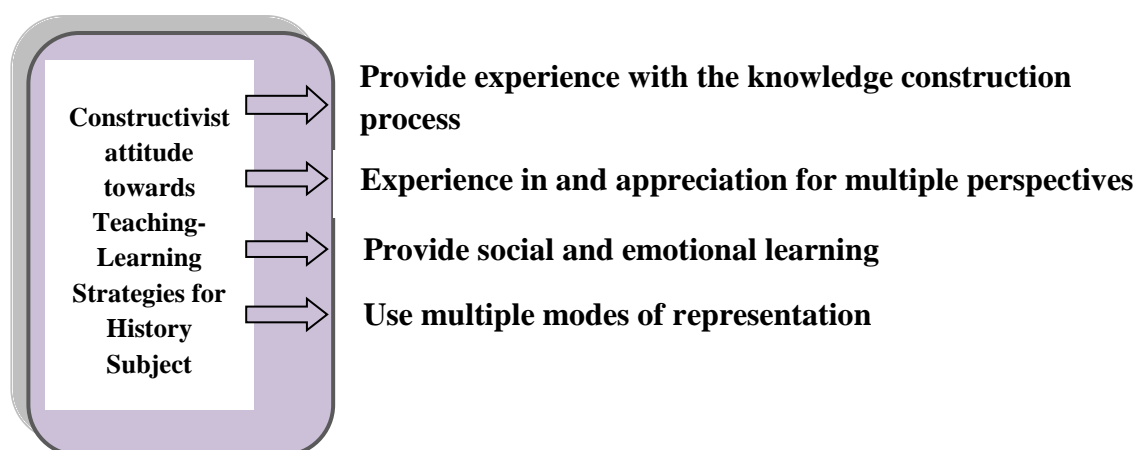 Constructivist
attitude
towards
Teaching-
Learning
Strategies for
History
Subject
Provide experience with the knowledge construction
process
Experience in and appreciation for multiple perspectives
Provide social and emotional learning
Use multiple modes of representation